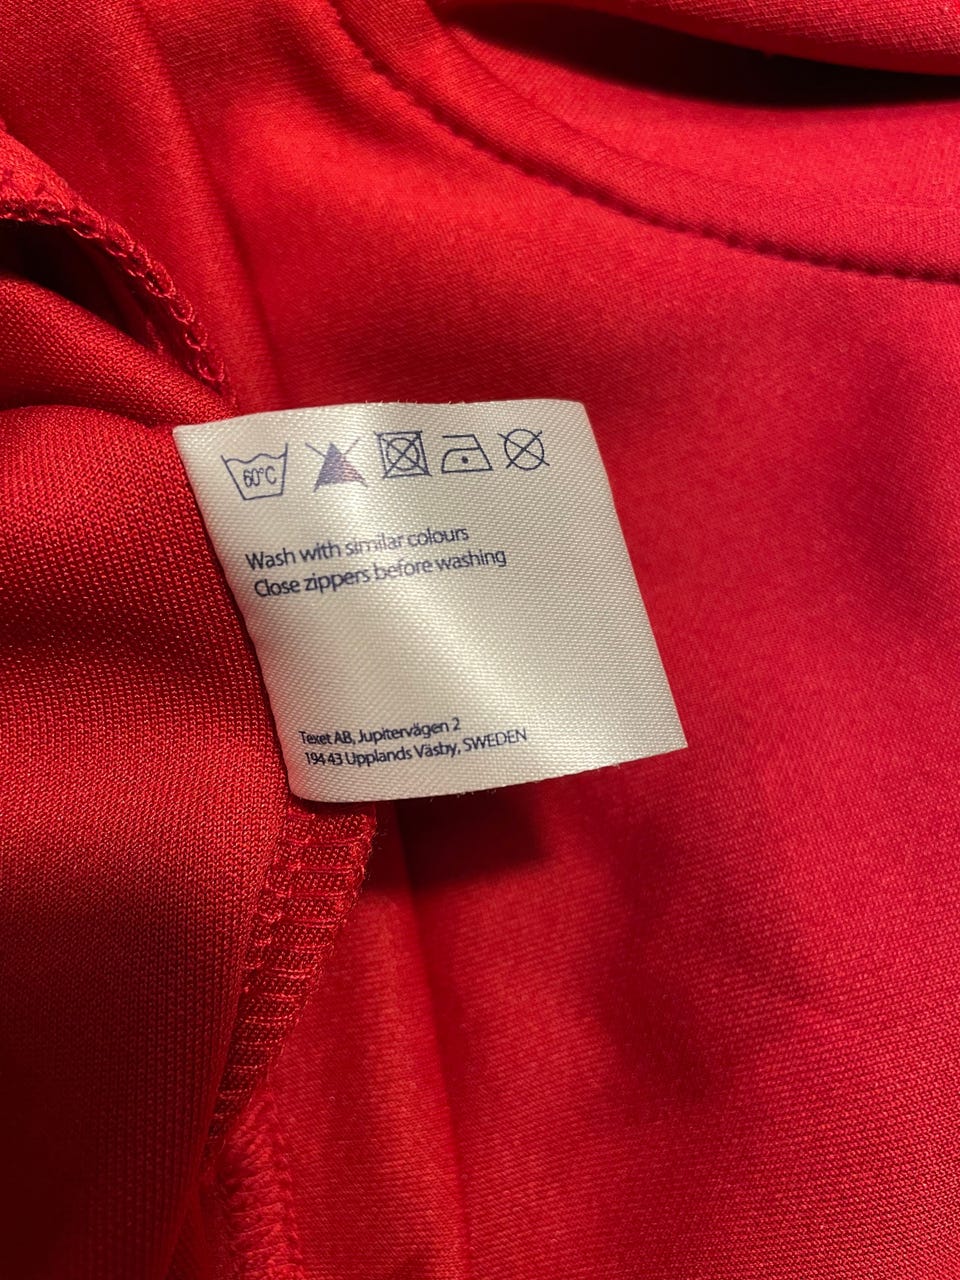 60°C
Wash with similar colours
Close zippers before washing
Texet AB, Jupitervägen 2
194 43 Upplands Väsby, SWEDEN